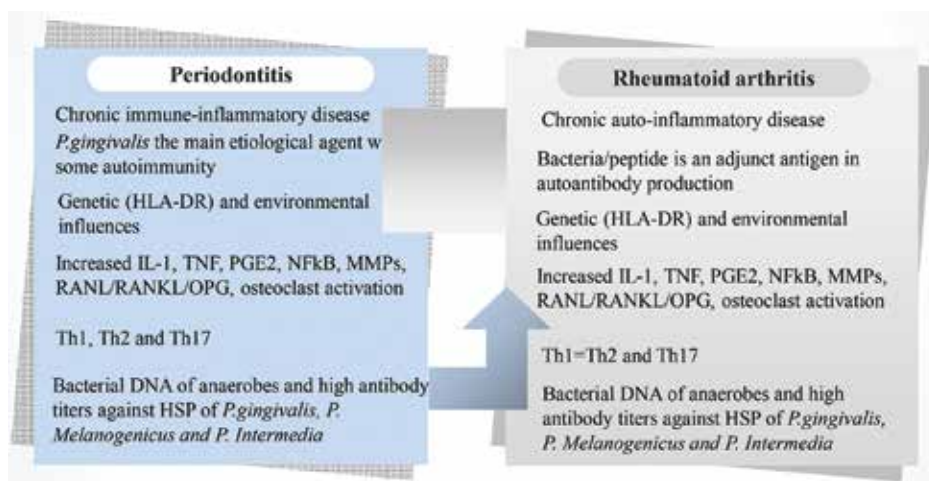 Periodontitis
Chronic immune-inflammatory disease
P.gingivalis the main etiological agent w
some autoimmunity
Genetic (HLA-DR) and environmental
influences
Increased IL-1, TNF, PGE2, NFkB, MMPs,
RANL/RANKL/OPG, osteoclast activation
Th1, Th2 and Th17
Bacterial DNA of anaerobes and high antibody
titers against HSP of P.gingivalis, P.
Melanogenicus and P. Intermedia
Rheumatoid arthritis
Chronic auto-inflammatory disease
Bacteria/peptide is an adjunct antigen in
autoantibody production
Genetic (HLA-DR) and environmental
influences
Increased IL-1, TNF, PGE2, NFkB, MMPs,
RANL/RANKL/OPG, osteoclast activation
Th1=Th2 and Th17
Bacterial DNA of anaerobes and high
antibody titers against HSP of P.gingivalis,
P. Melanogenicus and P. Intermedia